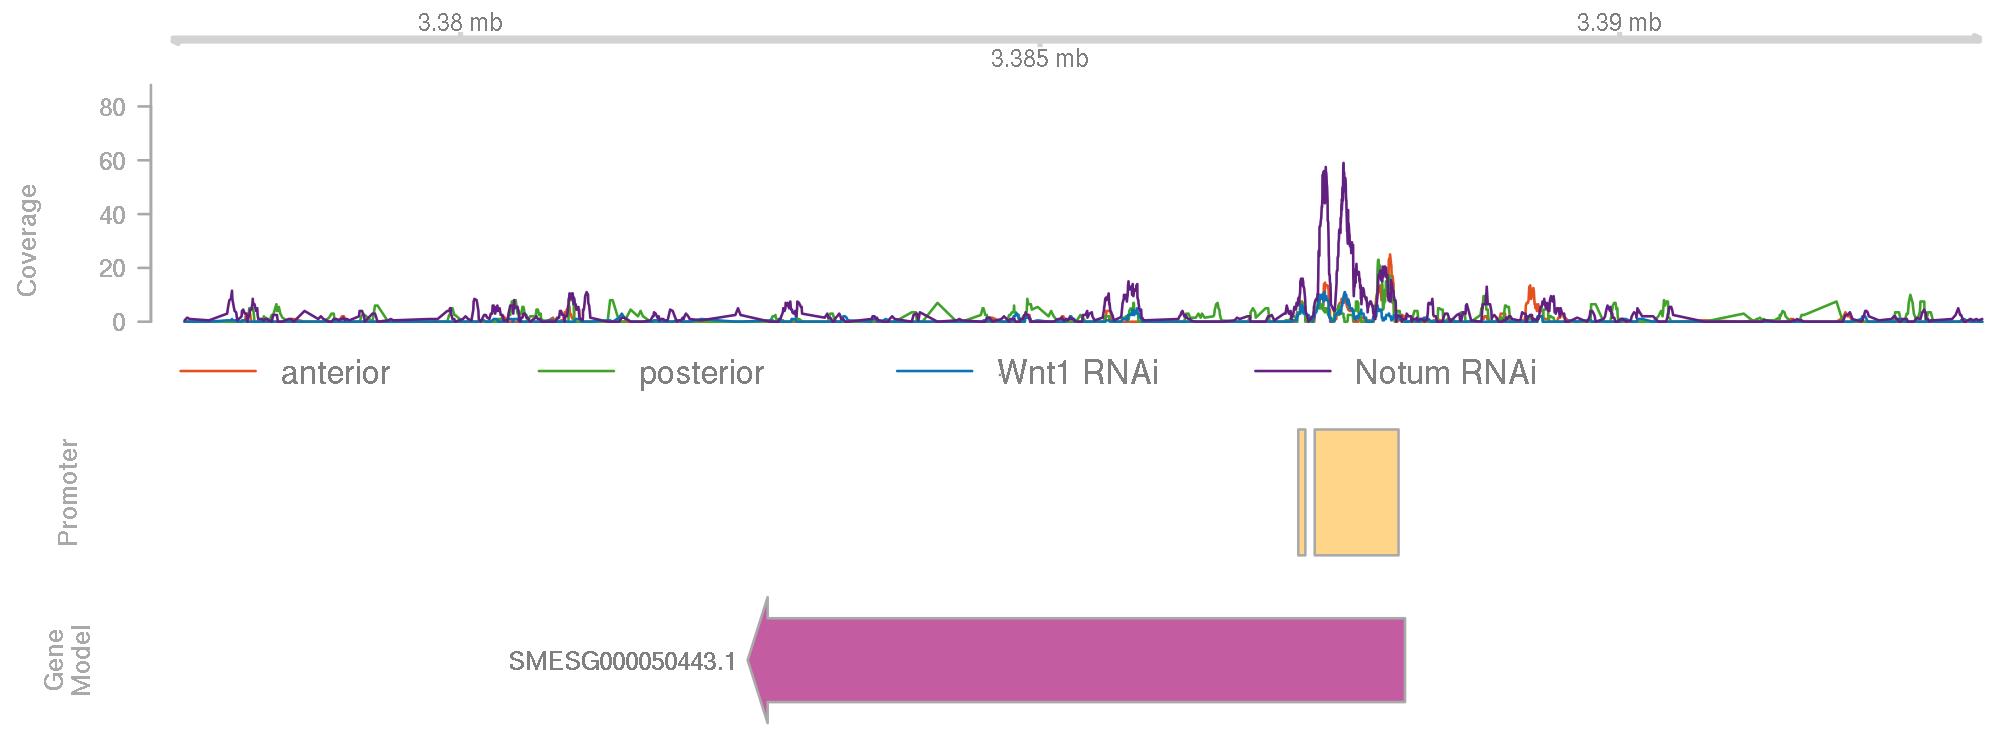 3.38 mb
3.39 mb
3.385 mb
Coverage
80
60
40
20
0
anterior
posterior
Wnt1 RNAi
Notum RNAi
Promoter
Gene
Model
SMESG000050443.1